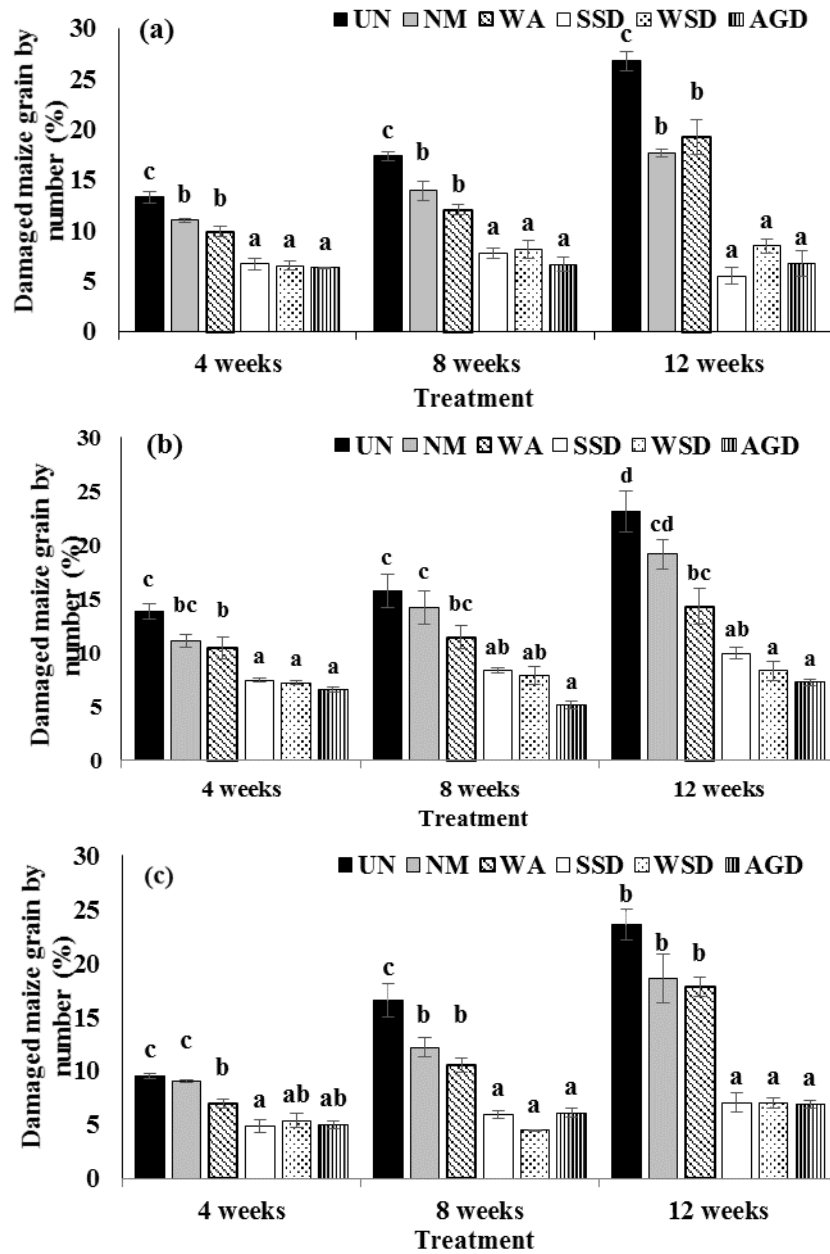 (a)
UN NM WA SSD WSD AGD
Damaged maize grain by
number (%)
30
25
20
15
10
5
0
c b b a a a
c b b a a a
c b b a a a
4 weeks 8 weeks 12 weeks
Treatment
(b)
UN NM WA SSD WSD AGD
Damaged maize grain by
number (%)
30
25
20
15
10
5
0
c bc b a a a
c c bc ab ab a
d cd bc ab a a
4 weeks 8 weeks 12 weeks
Treatment
(c)
UN NM WA SSD WSD AGD
Damaged maize grain by
number (%)
30
25
20
15
10
5
0
c c b a ab ab
c b b a a a
b b b a a a
4 weeks 8 weeks 12 weeks
Treatment